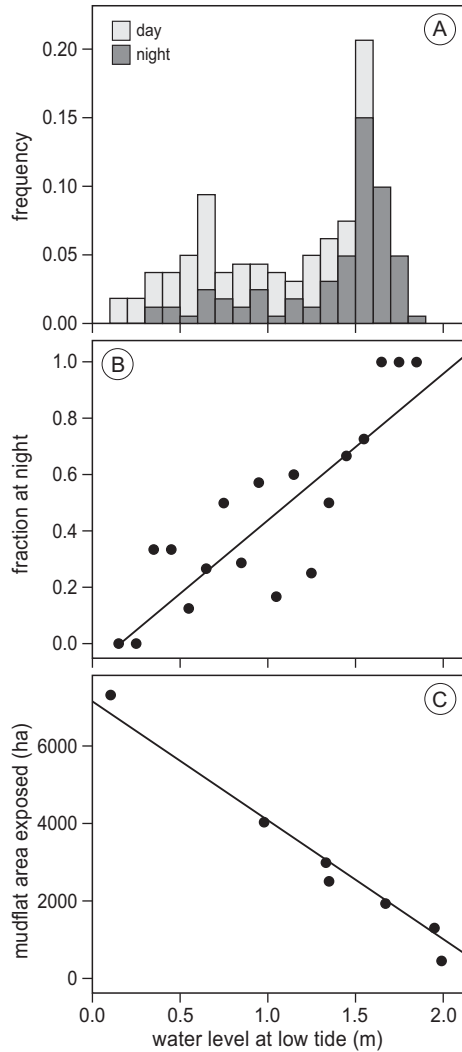 A
day
night
0.20
0.15
0.10
0.05
0.00
frequency
B
1.0
0.8
0.6
0.4
0.2
0.0
fraction at night
C
6000
4000
2000
0
mudflat area exposed (ha)
0.0 0.5 1.0 1.5 2.0
water level at low tide (m)